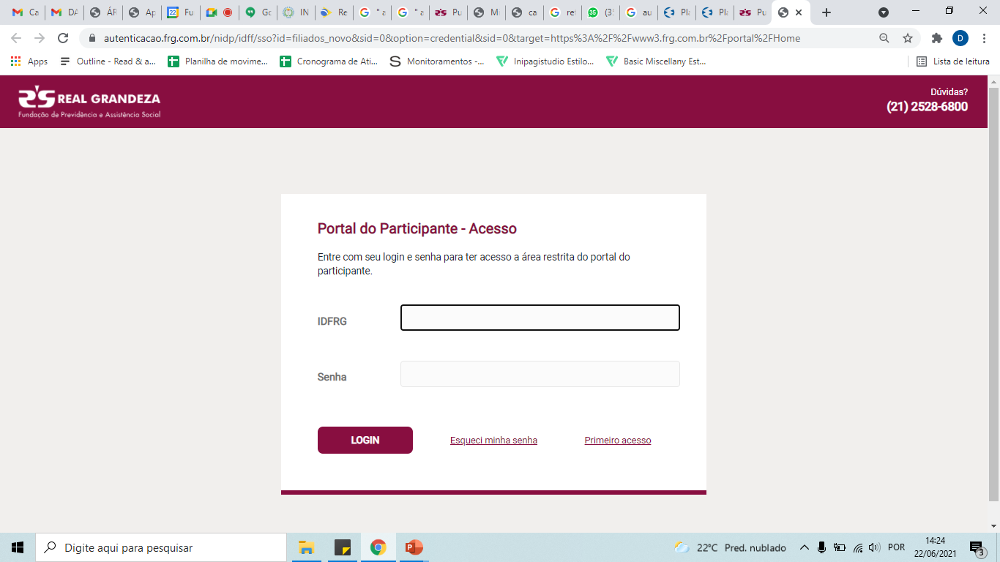 Ca
DA
ÁR
Ap
22
Fu
Gc
IN
Re
" a
" a
Pu
Mi
ca
ret
35
(3
au
Pla
Pla
Pu
autenticacao.frg.com.br/nidp/idff/sso?id=filiados_novo&sid=0&option=credential&sid=0&target=https%3A%2F%2Fwww3.frg.com.br%2Fportal%2FHome
D
Apps
Outline - Read & a...
Planilha de movime...
Cronograma de Ati...
Monitoramentos -...
Inipagistudio Estilo...
Basic Miscellany Est...
Lista de leitura
REAL GRANDEZA
Fundação de Previdência e Assistência Social
Dúvidas?
(21) 2528-6800
Portal do Participante - Acesso
Entre com seu login e senha para ter acesso a área restrita do portal do
participante.
IDFRG
Senha
LOGIN
Esqueci minha senha
Primeiro acesso
Digite aqui para pesquisar
22°C Pred. nublado
POR
14:24
22/06/2021
3